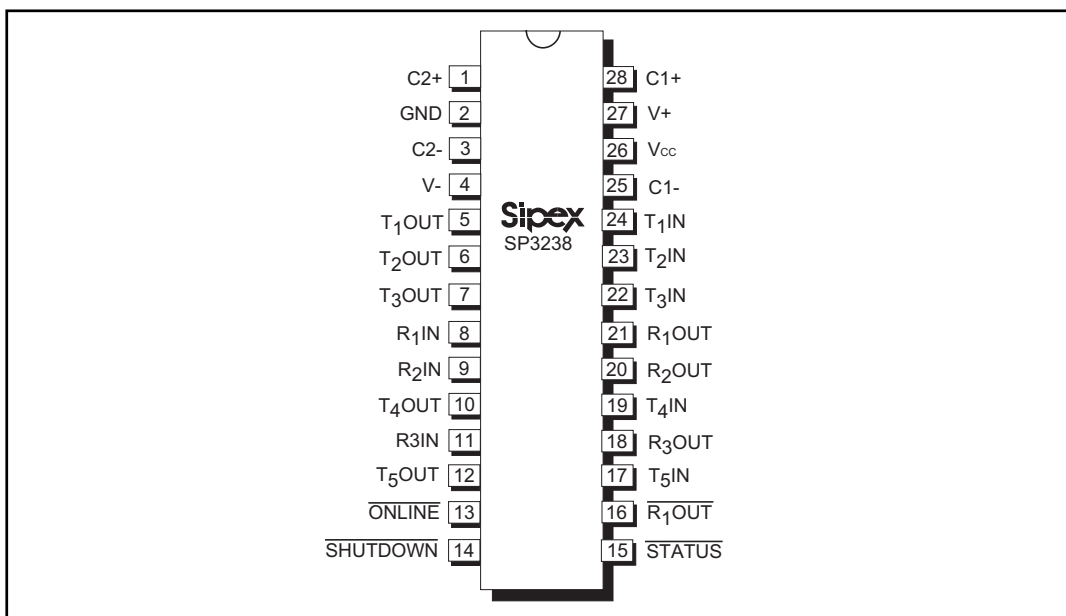 C2+ 1 28 C1+
GND 2 27 V+
C2- 3 26 Vcc
V- 4 25 C1-
T1OUT 5 Sipex 24 T1IN
T2OUT 6 SP3238 23 T2IN
T3OUT 7 22 T3IN
R1IN 8 21 R1OUT
R2IN 9 20 R2OUT
T4OUT 10 19 T4IN
R3IN 11 18 R3OUT
T5OUT 12 17 T5IN
ONLINE 13 16 R1OUT
SHUTDOWN 14 15 STATUS